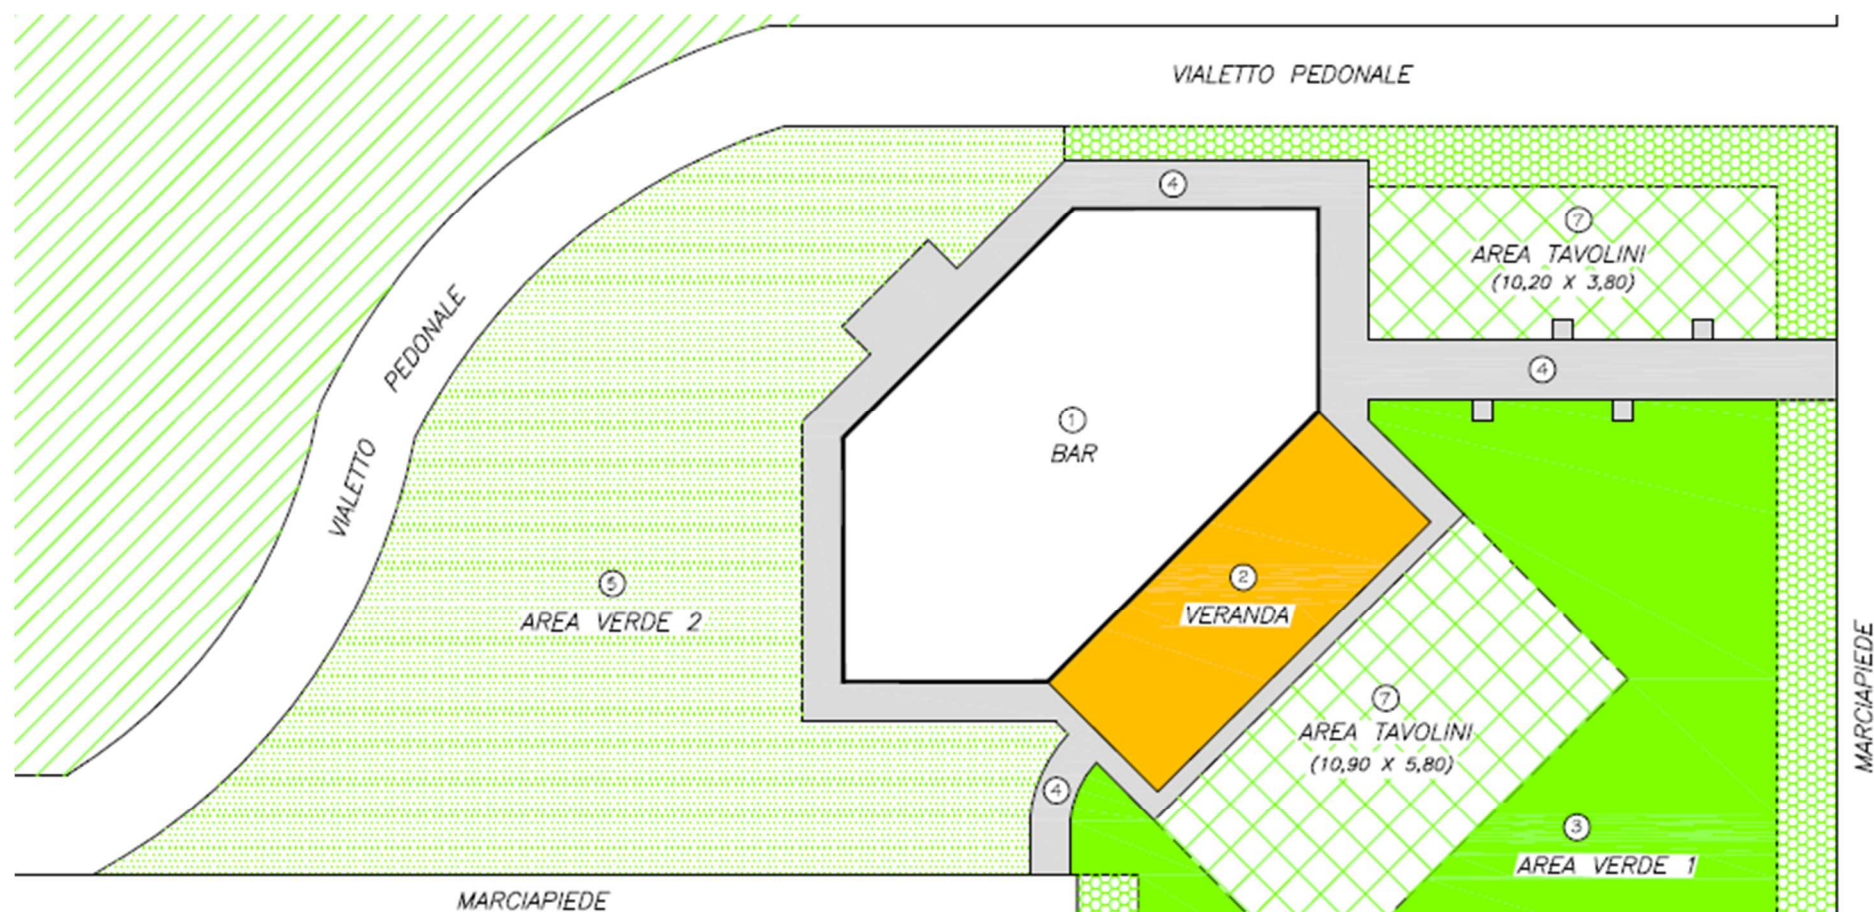 VIALETTO PEDONALE
4
7
AREA TAVOLINI
(10,20 X 3,80)
VIALETTO PEDONALE
4
1
BAR
2
VERANDA
5
AREA VERDE 2
7
AREA TAVOLINI
(10,90 X 5,80)
4
3
AREA VERDE 1
MARCIAPIEDE
MARCIAPIEDE